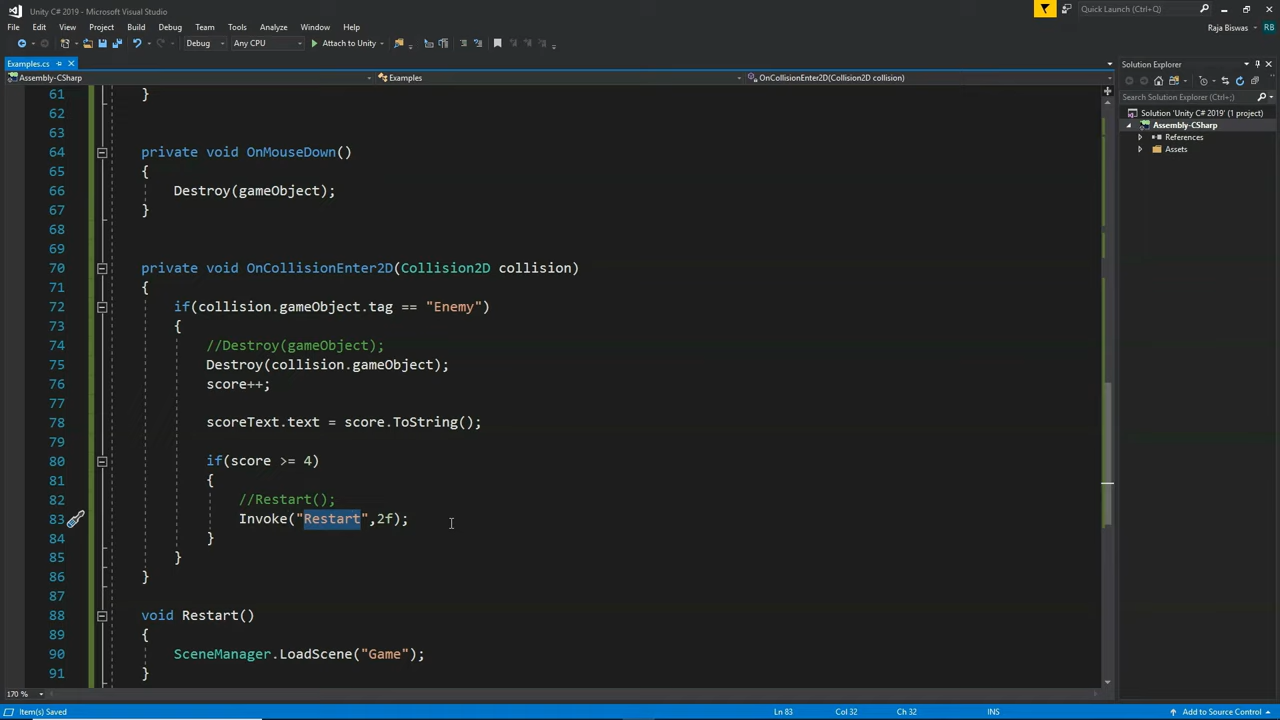 Unity C# 2019 - Microsoft Visual Studio
Quick Launch (Ctrl+Q)
File Edit View Project Build Debug Team Tools Analyze Window Help
Raja Biswas RB
Debug Any CPU Attach to Unity
Examples.cs
Solution Explorer
Assembly-CSharp Examples OnCollisionEnter2D(Collision2D collision)
Search Solution Explorer (Ctrl+;)
Solution 'Unity C# 2019' (1 project)
Assembly-CSharp
References
Assets
61 }
62
63
64 private void OnMouseDown()
65 {
66 Destroy(gameObject);
67 }
68
69
70 private void OnCollisionEnter2D(Collision2D collision)
71 {
72 if(collision.gameObject.tag == "Enemy")
73 {
74 //Destroy(gameObject);
75 Destroy(collision.gameObject);
76 score++;
77
78 scoreText.text = score.ToString();
79
80 if(score >= 4)
81 {
82 //Restart();
83 Invoke("Restart",2f);
84 }
85 }
86 }
87
88 void Restart()
89 {
90 SceneManager.LoadScene("Game");
91 }
170 %
Item(s) Saved Ln 83 Col 32 Ch 32 INS Add to Source Control